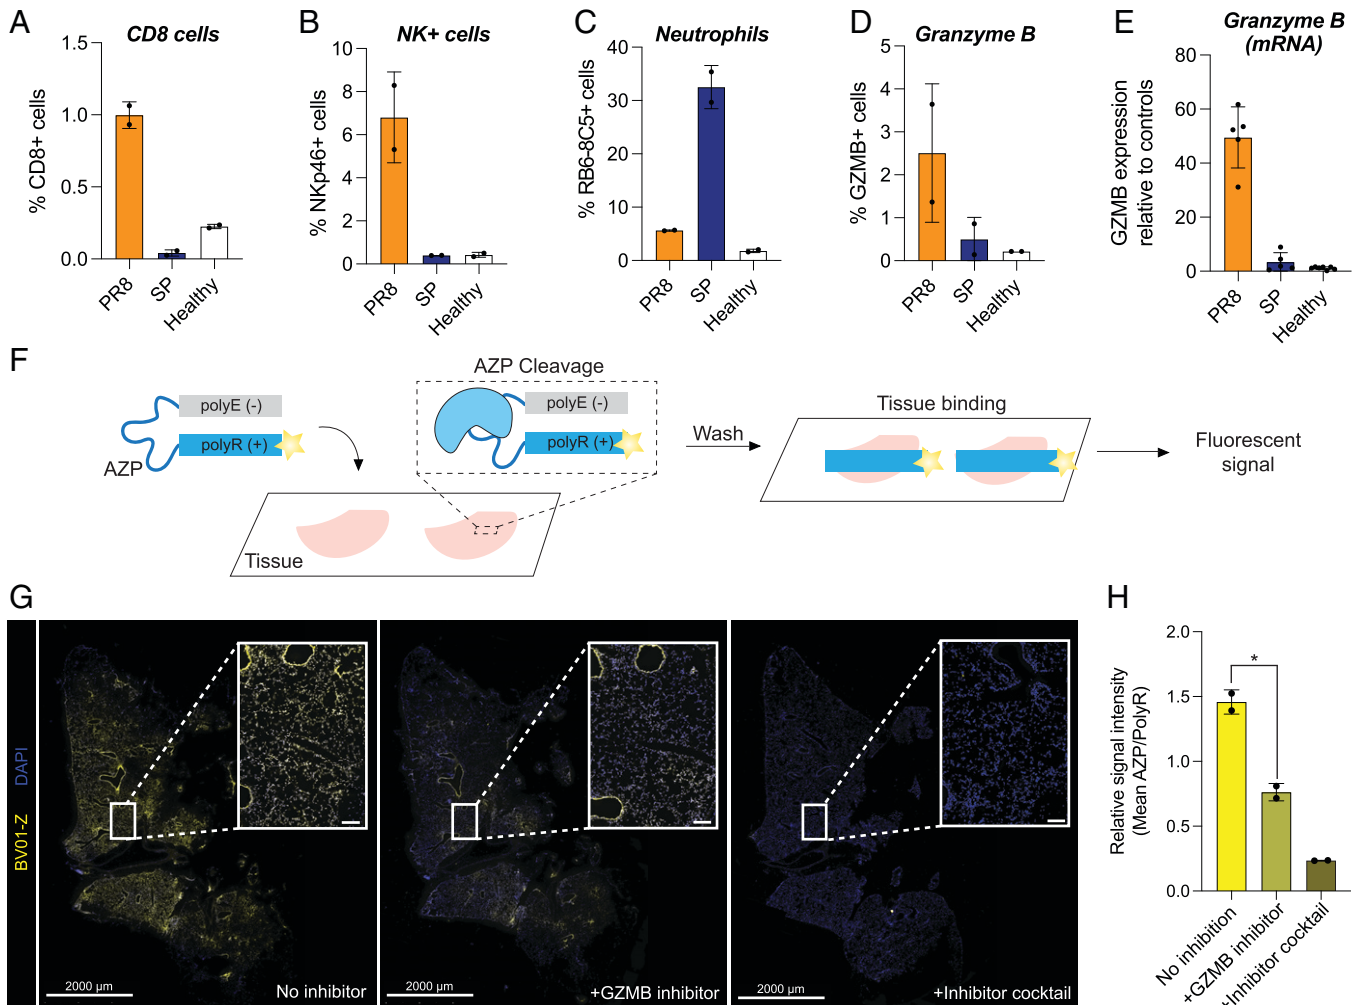 A
CD8 cells
% CD8+ cells
1.5
1.0
0.5
0.0
PR8
SP
Healthy
B
NK+ cells
% NKp46+ cells
10
8
6
4
2
0
PR8
SP
Healthy
C
Neutrophils
% RB6-8C5+ cells
40
30
20
10
0
PR8
SP
Healthy
D
Granzyme B
% GZMB+ cells
5
4
3
2
1
0
PR8
SP
Healthy
E
Granzyme B
(mRNA)
GZMB expression
relative to controls
80
60
40
20
0
PR8
SP
Healthy
F
polyE (-)
polyR (+)
AZP
Tissue
AZP Cleavage
polyE (-)
polyR (+)
Wash
Tissue binding
Fluorescent
signal
G
BV01-Z DAPI
2000 µm
No inhibitor
2000 µm
+GZMB inhibitor
2000 µm
+Inhibitor cocktail
H
Relative signal intensity
(Mean AZP/PolyR)
2.0
1.5
1.0
0.5
0.0
*
No inhibition
+GZMB inhibitor
+Inhibitor cocktail